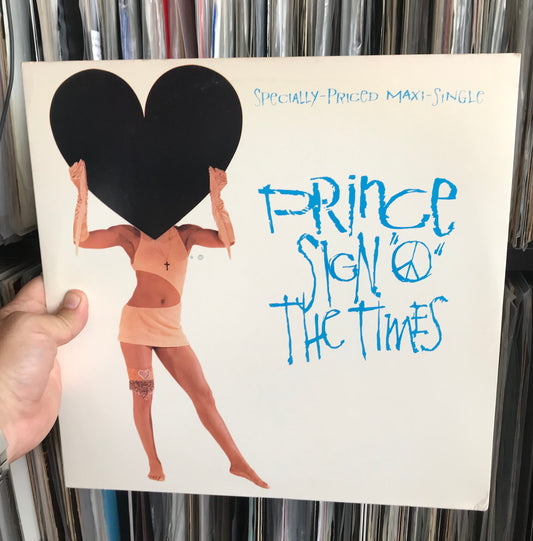 SPECIALLY-PRICED MAXI-SINGLE
PRINCE
SIGN "☮"
THE TIMES